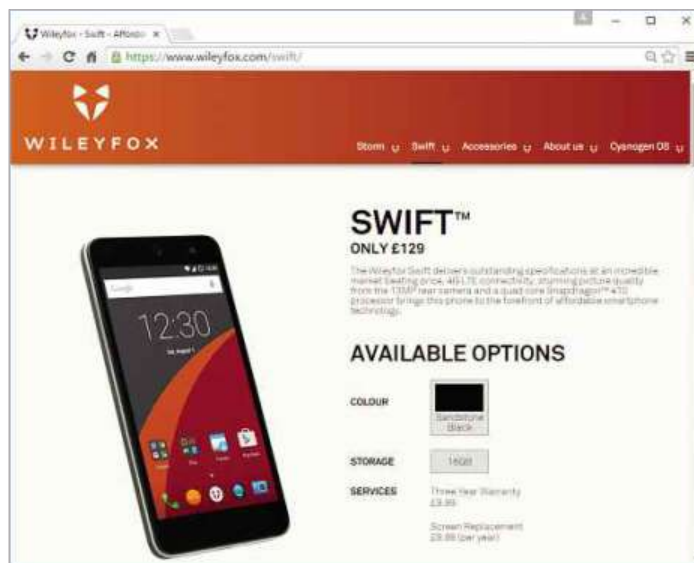 Wileyfox - Swift - Afforda
https://www.wileyfox.com/swift/
WILEYFOX
Storm Swift Accessories About us Cyanogen OS
SWIFT™
ONLY £129
The Wileyfox Swift delivers outstanding specifications at an incredible
market beating price, 4G LTE connectivity, stunning picture quality
from the 13MP rear camera and a quad core Snapdragon™ 410
processor brings this phone to the forefront of affordable smartphone
technology.
Google
12:30
Sat, August 1
AVAILABLE OPTIONS
COLOUR
Sandstone
Black
STORAGE
16GB
SERVICES
Three Year Warranty
£9.99
Screen Replacement
£9.99 (per year)